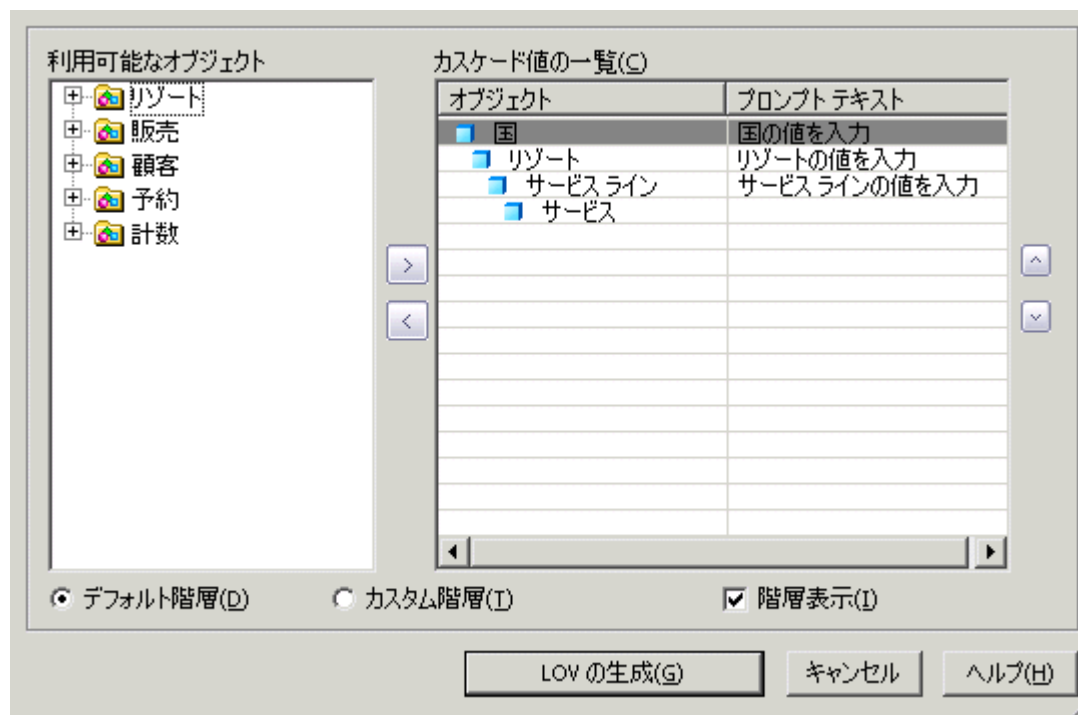 利用可能なオブジェクト
カスケード値の一覧(C)
リゾート
販売
顧客
予約
計数
オブジェクト プロンプト テキスト
国 国の値を入力
リゾート リゾートの値を入力
サービス ライン サービス ラインの値を入力
サービス
>
<
デフォルト階層(D) カスタム階層(T) 階層表示(I)
LOV の生成(G) キャンセル ヘルプ(H)